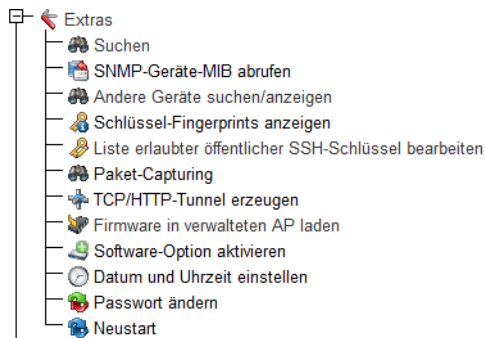 Extras
Suchen
SNMP-Geräte-MIB abrufen
Andere Geräte suchen/anzeigen
Schlüssel-Fingerprints anzeigen
Liste erlaubter öffentlicher SSH-Schlüssel bearbeiten
Paket-Capturing
TCP/HTTP-Tunnel erzeugen
Firmware in verwalteten AP laden
Software-Option aktivieren
Datum und Uhrzeit einstellen
Passwort ändern
Neustart